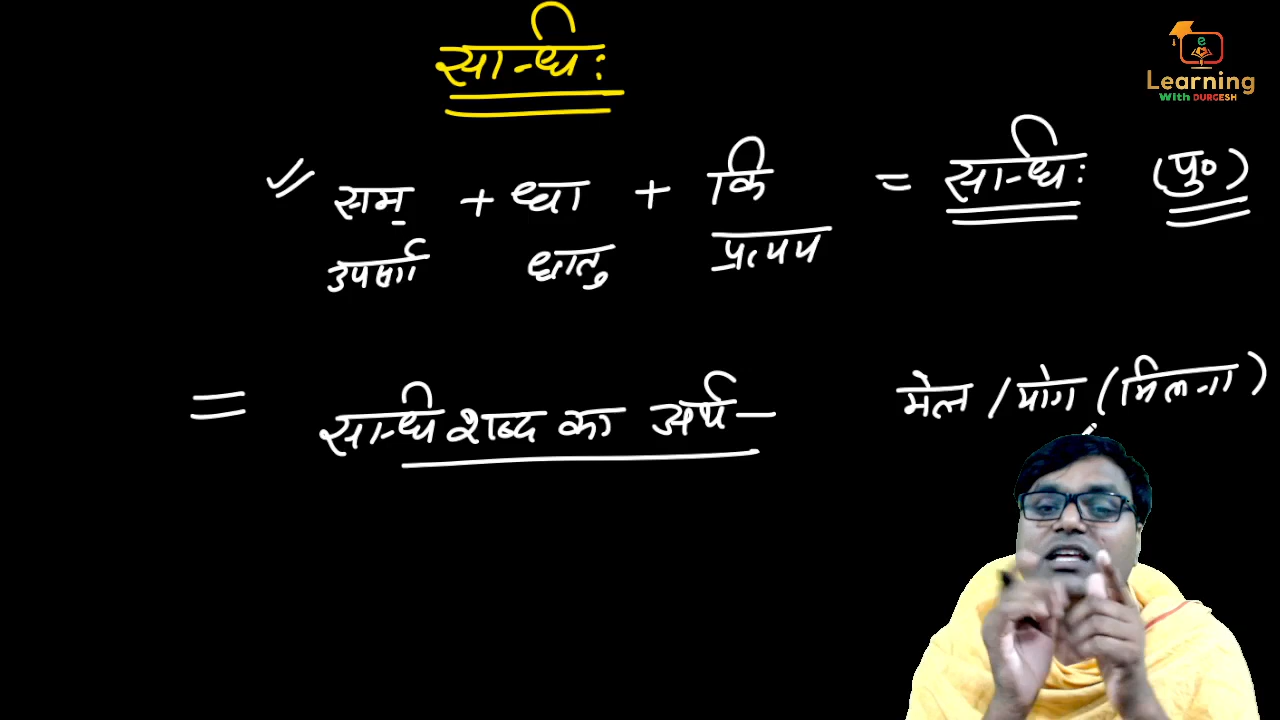 सन्धिः
e
Learning
With DURGESH
सम् + धा + कि = सन्धिः (पु०)
उपसर्ग धातु प्रत्यय
= सन्धि शब्द का अर्थ — मेल / योग (मिलना)